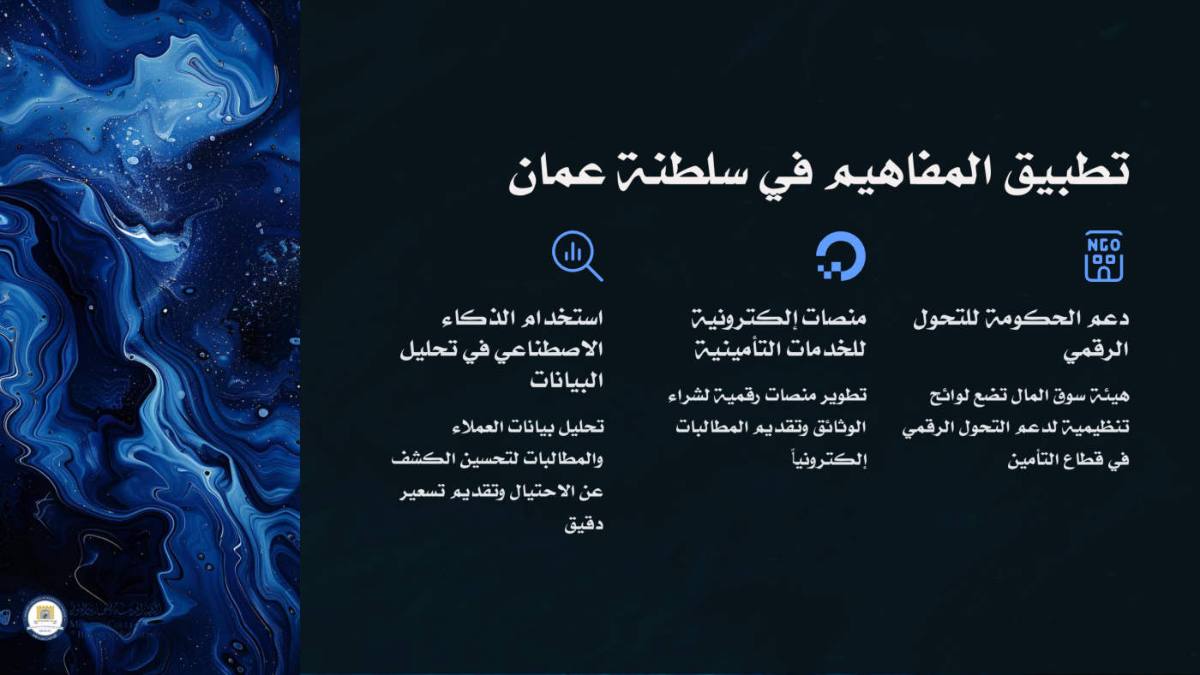 تطبيق المفاهيم في سلطنة عمان
NGO
دعم الحكومة للتحول
الرقمي
هيئة سوق المال تضع لوائح
تنظيمية لدعم التحول الرقمي
في قطاع التأمين
منصات إلكترونية
للخدمات التأمينية
تطوير منصات رقمية لشراء
الوثائق وتقديم المطالبات
إلكترونياً
استخدام الذكاء
الاصطناعي في تحليل
البيانات
تحليل بيانات العملاء
والمطالبات لتحسين الكشف
عن الاحتيال وتقديم تسعير
دقيق